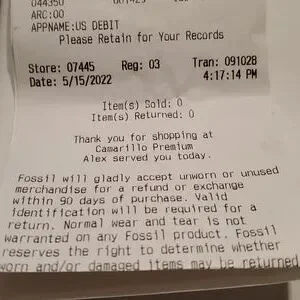 044350
ARC:00
APPNAME:US DEBIT
Please Retain for Your Records
Store: 07445 Reg: 03 Tran: 091028
Date: 5/15/2022 4:17:14 PM
Item(s) Sold: 0
Item(s) Returned: 0
Thank you for shopping at
Camarillo Premium
Alex served you today.
Fossil will gladly accept unworn or unused
merchandise for a refund or exchange
within 90 days of purchase. Valid
identification will be required for a
return. Normal wear and tear is not
warranted on any Fossil product. Fossil
reserves the right to determine whether
worn and/or damaged items may be returned